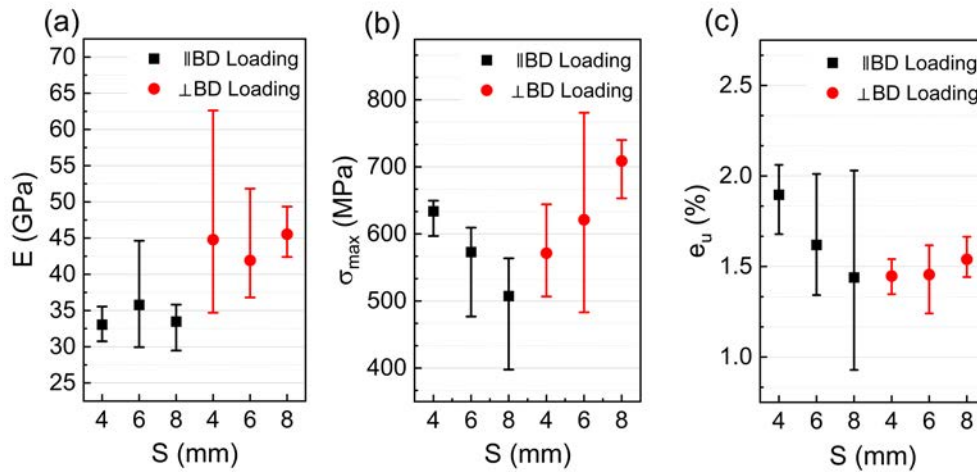 (a)
∥BD Loading
⊥BD Loading
70
65
60
55
50
45
40
35
30
25
E (GPa)
4 6 8 4 6 8
S (mm)
(b)
∥BD Loading
⊥BD Loading
800
700
600
500
400
σmax (MPa)
4 6 8 4 6 8
S (mm)
(c)
∥BD Loading
⊥BD Loading
2.5
2.0
1.5
1.0
eu (%)
4 6 8 4 6 8
S (mm)